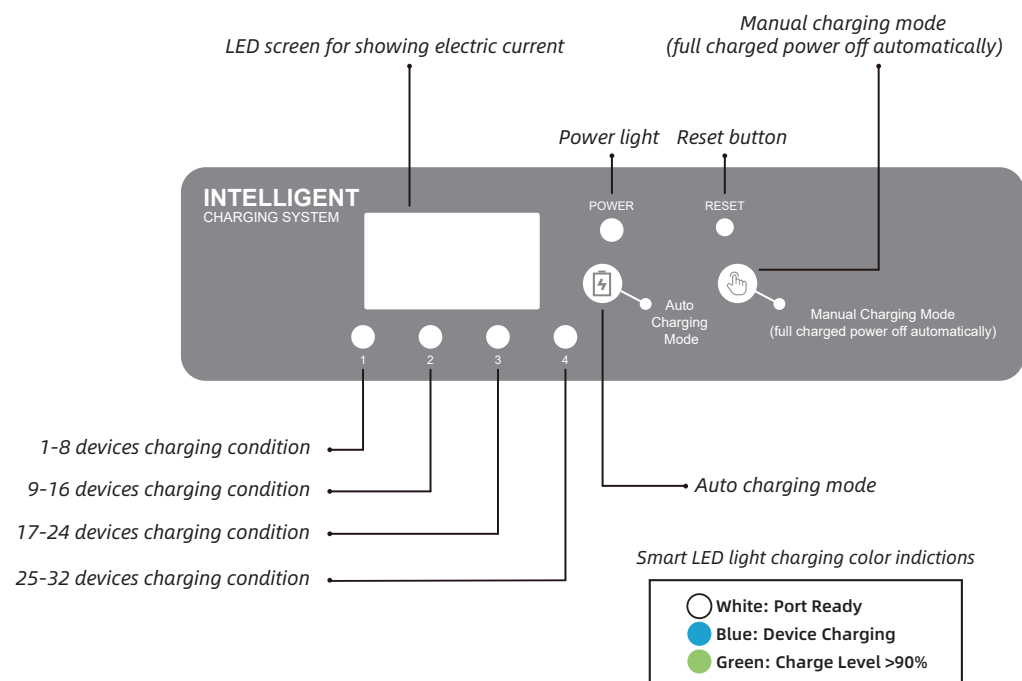 Manual charging mode
(full charged power off automatically)
LED screen for showing electric current
Power light
Reset button
INTELLIGENT
CHARGING SYSTEM
POWER
RESET
Auto
Charging
Mode
Manual Charging Mode
(full charged power off automatically)
1
2
3
4
1-8 devices charging condition
9-16 devices charging condition
17-24 devices charging condition
25-32 devices charging condition
Auto charging mode
Smart LED light charging color indictions
White: Port Ready
Blue: Device Charging
Green: Charge Level >90%